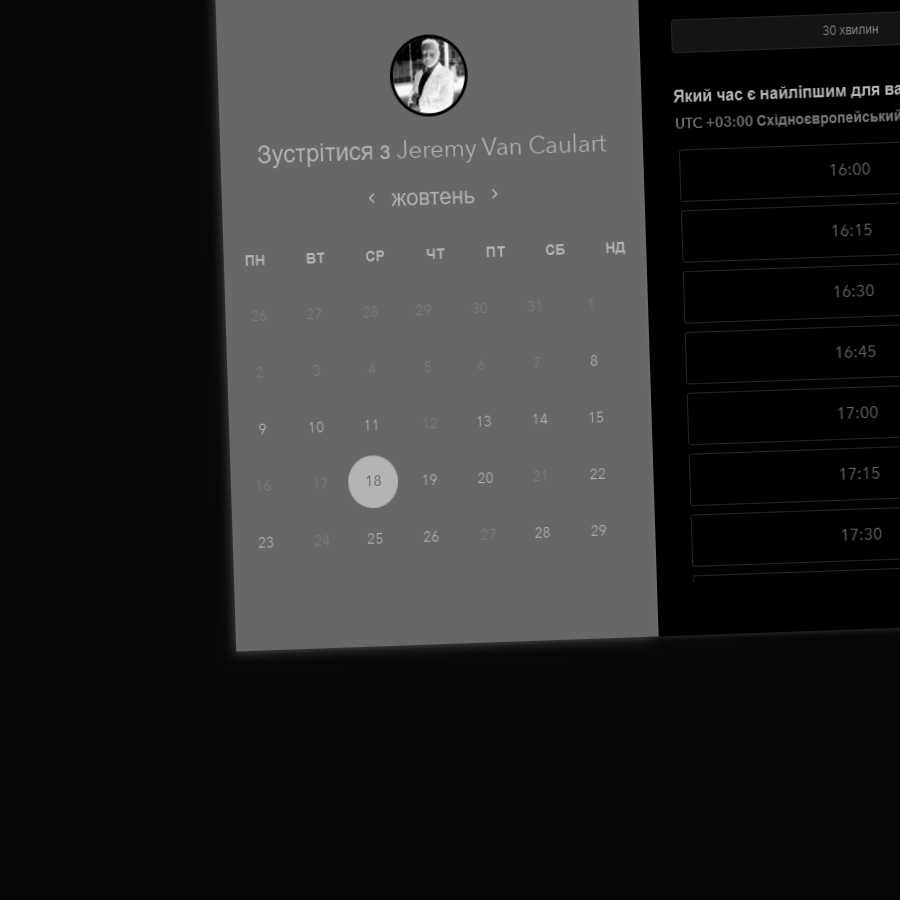 Зустрітися з Jeremy Van Caulart
‹ жовтень ›
ПН ВТ СР ЧТ ПТ СБ НД
26 27 28 29 30 31 1
2 3 4 5 6 7 8
9 10 11 12 13 14 15
16 17 18 19 20 21 22
23 24 25 26 27 28 29
30 хвилин
Який час є найліпшим для
UTC +03:00 Східноєвропейський
16:00
16:15
16:30
16:45
17:00
17:15
17:30